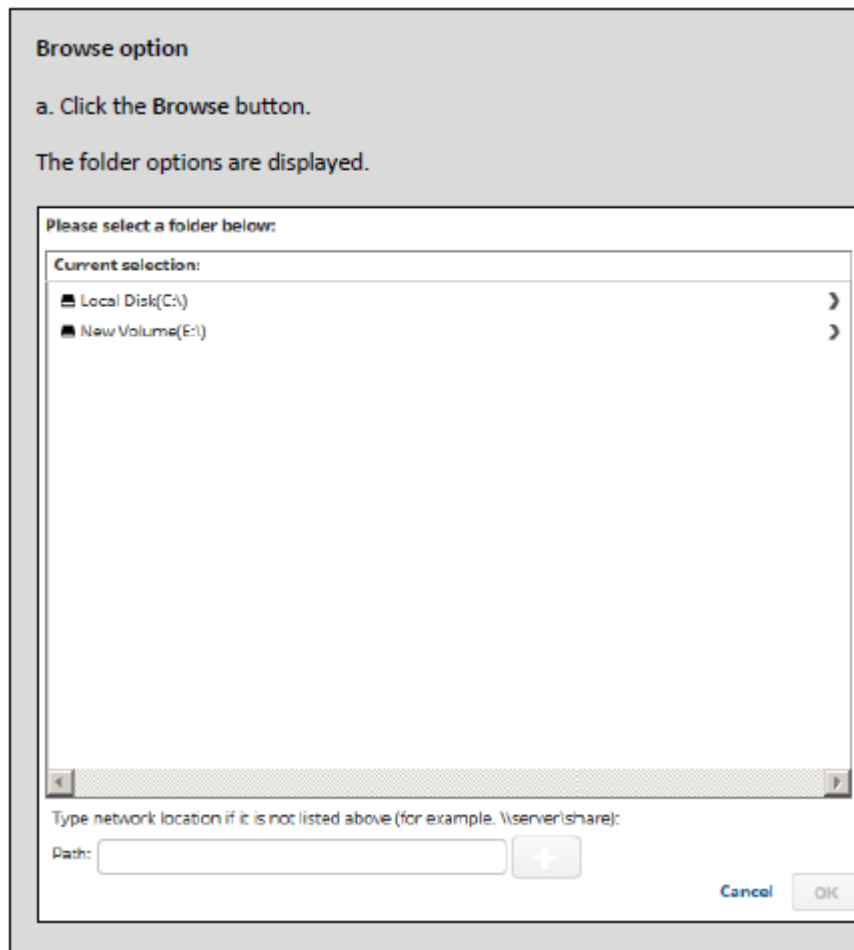 Browse option
a. Click the Browse button.
The folder options are displayed.
Please select a folder below:
Current selection:
Local Disk(C:\)
New Volume(E:\)
Type network location if it is not listed above (for example. \\server\share):
Path:
Cancel
OK